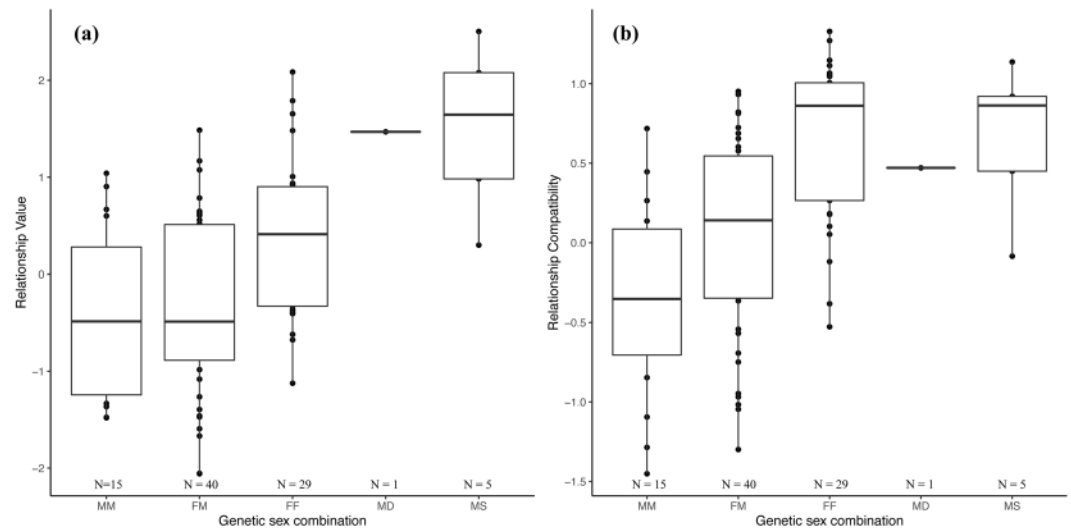 (a)
Relationship Value
2
1
0
−1
−2
N=15
N = 40
N = 29
N = 1
N = 5
MM
FM
FF
MD
MS
Genetic sex combination
(b)
Relationship Compatibility
1.0
0.5
0.0
−0.5
−1.0
−1.5
N = 15
N = 40
N = 29
N = 1
N = 5
MM
FM
FF
MD
MS
Genetic sex combination